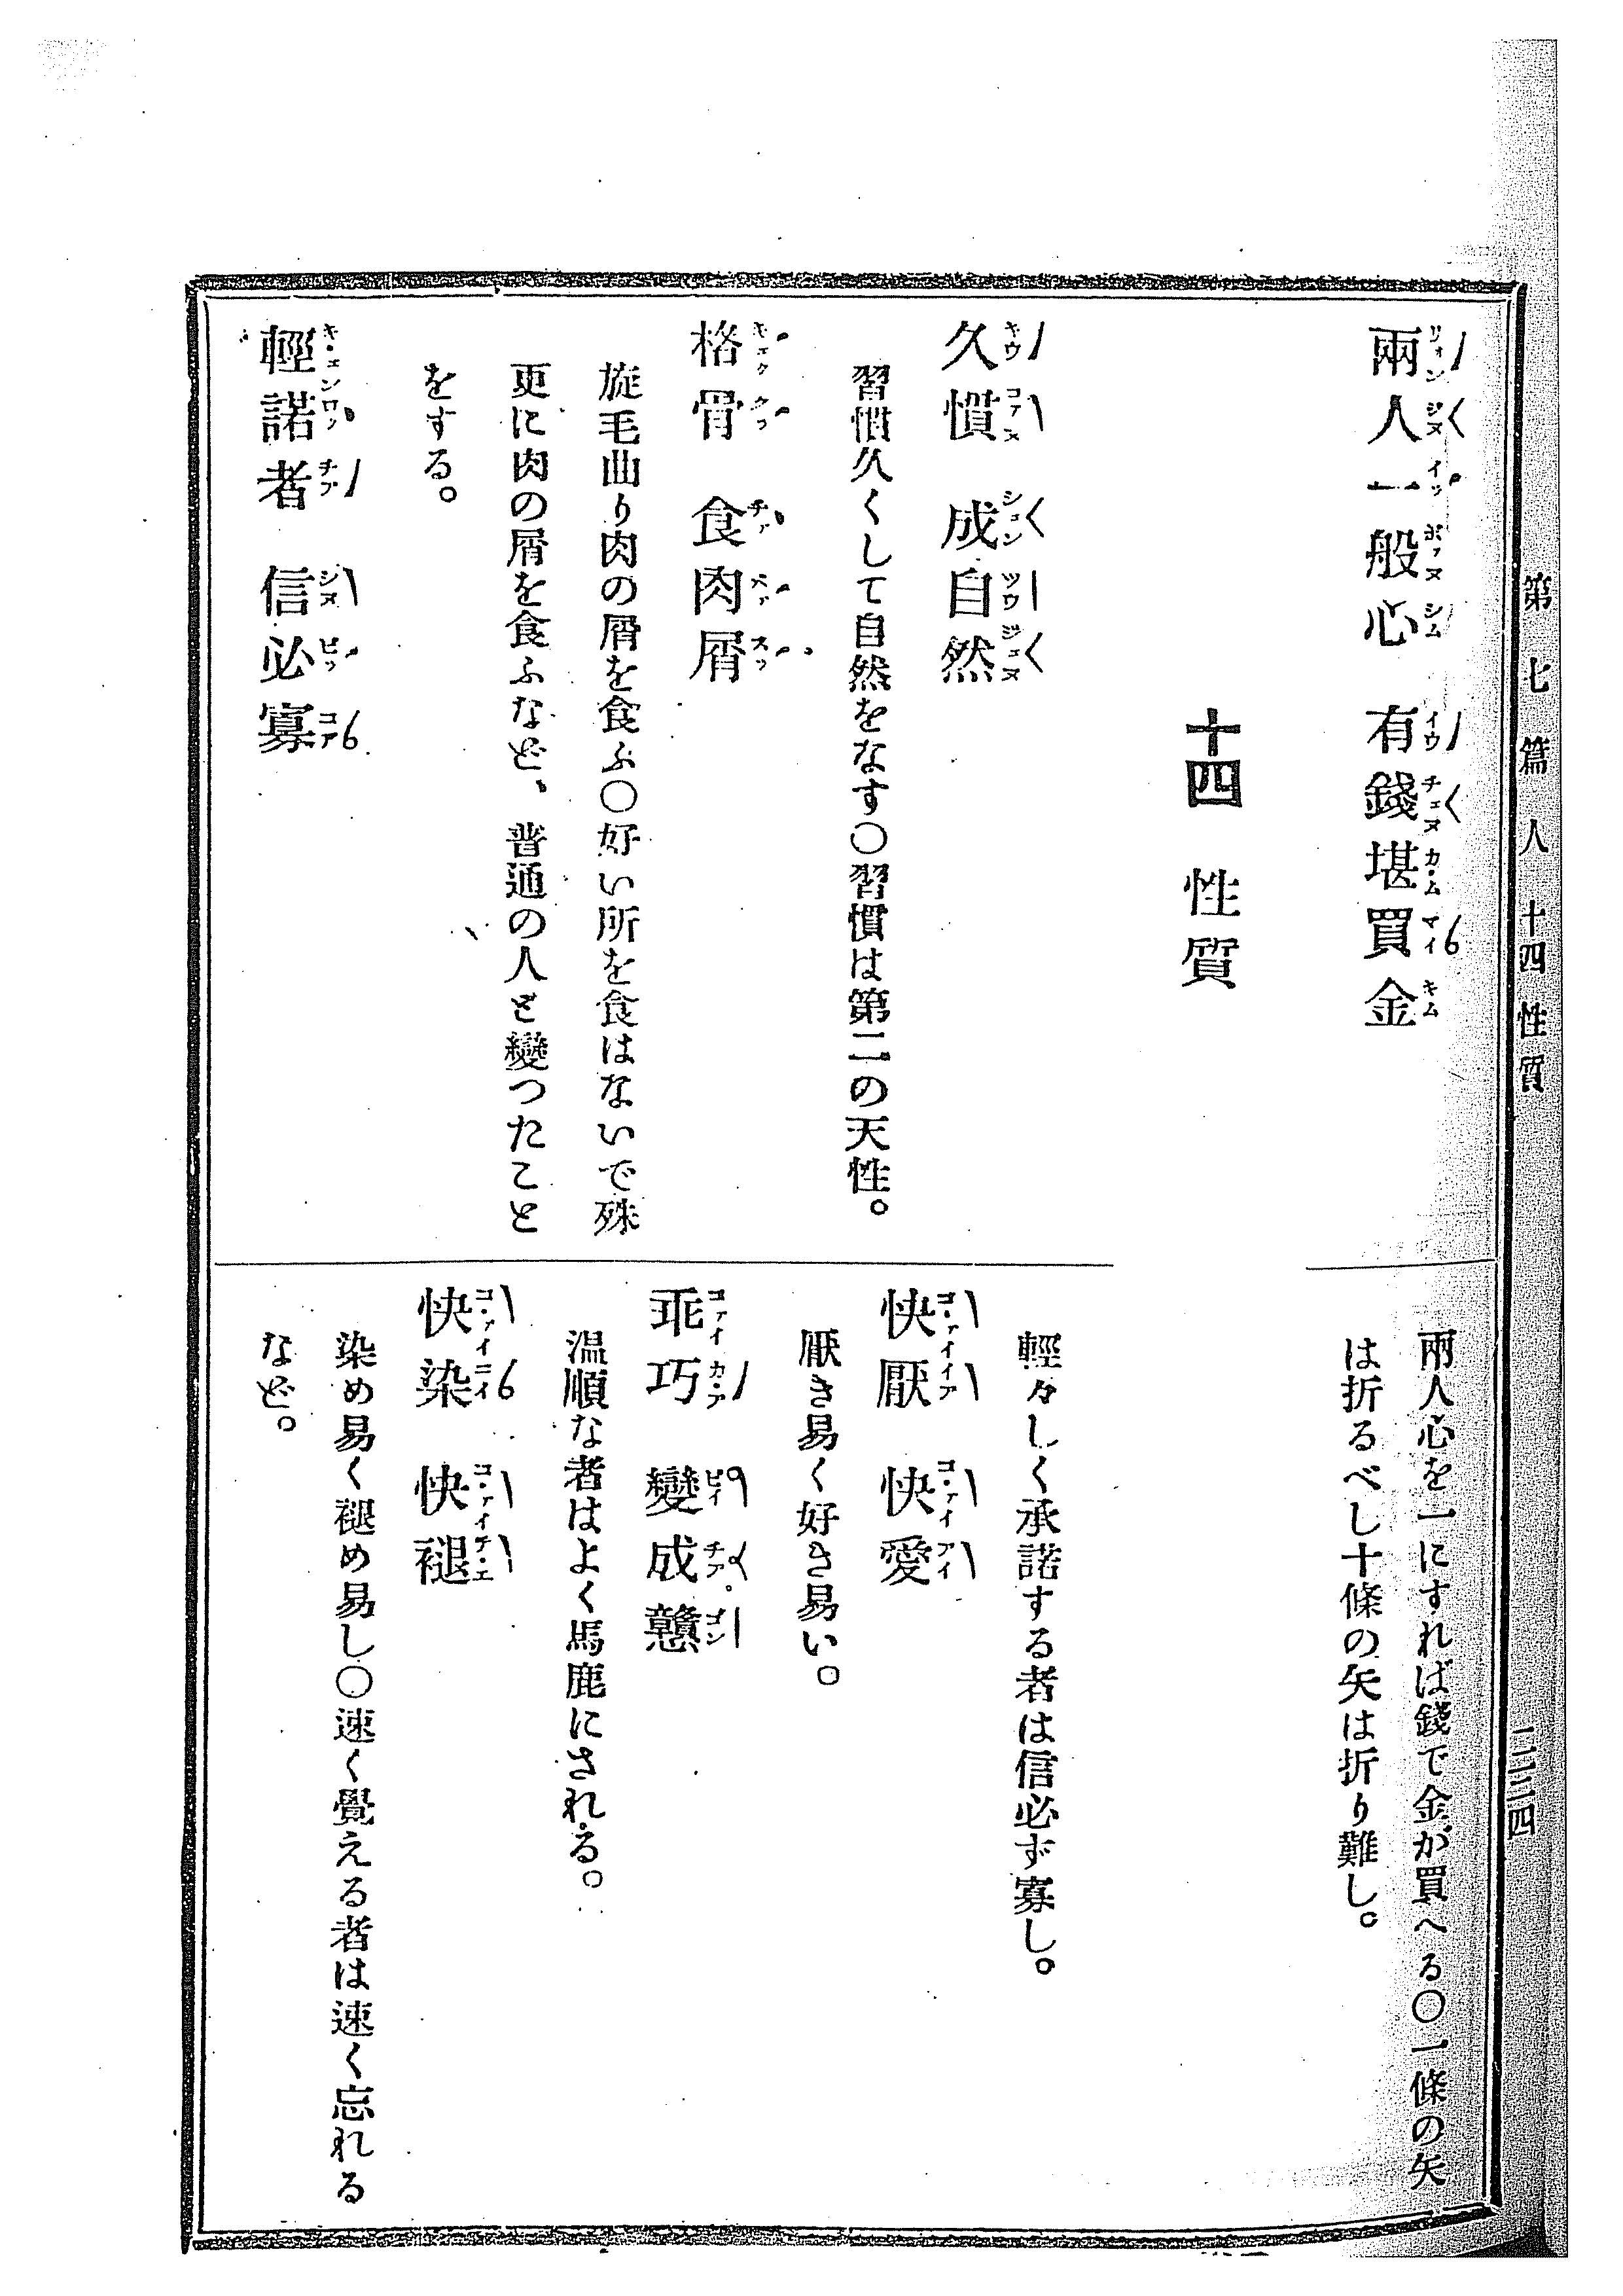 第七篇 人 十四 性質
二二四
兩人一般心 有錢堪買金
兩人心を一にすれば錢で金が買へる〇一條の矢
は折るべし十條の矢は折り難し。
十四 性質
久慣 成自然
習慣久くして自然をなす〇習慣は第二の天性。
格骨 食肉屑
旋毛曲り肉の屑を食ふ〇好い所を食はないで殊
更に肉の屑を食ふなど、普通の人と變つたこと
をする。
輕諾者 信必寡
輕々しく承諾する者は信必ず寡し。
快厭 快愛
厭き易く好き易い。
乖巧 變成戇
温順な者はよく馬鹿にされる。
快染 快褪
染め易く褪め易し〇速く覺える者は速く忘れる
など。